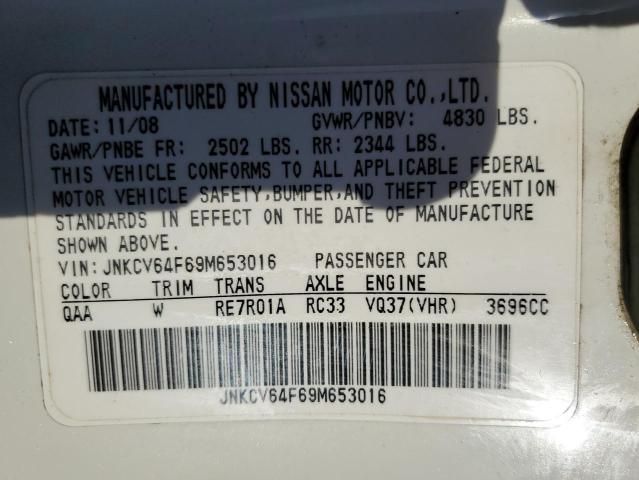 MANUFACTURED BY NISSAN MOTOR CO.,LTD.
DATE: 11/08 GVWR/PNBV: 4830 LBS.
GAWR/PNBE FR: 2502 LBS. RR: 2344 LBS.
THIS VEHICLE CONFORMS TO ALL APPLICABLE FEDERAL
MOTOR VEHICLE SAFETY,BUMPER,AND THEFT PREVENTION
STANDARDS IN EFFECT ON THE DATE OF MANUFACTURE
SHOWN ABOVE.
VIN: JNKCV64F69M653016 PASSENGER CAR
COLOR TRIM TRANS AXLE ENGINE
QAA W RE7R01A RC33 VQ37(VHR) 3696CC
JNKCV64F69M653016